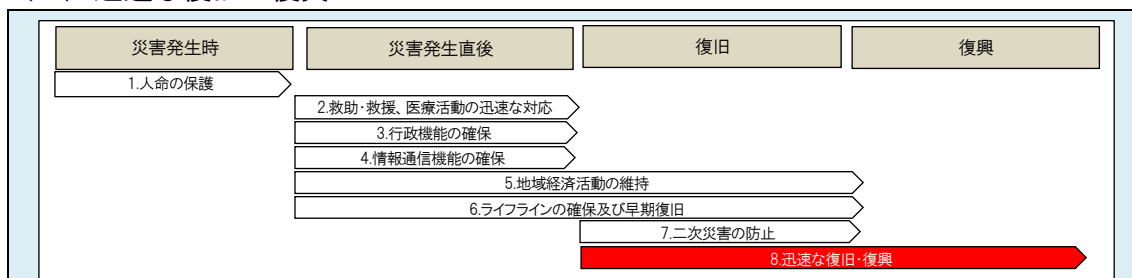 災害発生時
災害発生直後
復旧
復興
1.人命の保護
2.救助・救援、医療活動の迅速な対応
3.行政機能の確保
4.情報通信機能の確保
5.地域経済活動の維持
6.ライフラインの確保及び早期復旧
7.二次災害の防止
8.迅速な復旧・復興